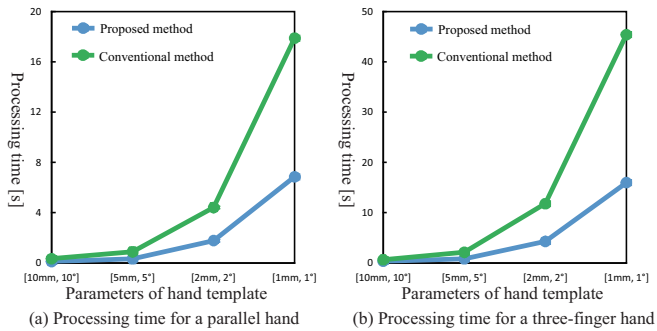 20
16
12
8
4
0
Processing time [s]
Proposed method
Conventional method
[10mm, 10°]
[5mm, 5°]
[2mm, 2°]
[1mm, 1°]
Parameters of hand template
(a) Processing time for a parallel hand
50
40
30
20
10
0
Processing time [s]
Proposed method
Conventional method
[10mm, 10°]
[5mm, 5°]
[2mm, 2°]
[1mm, 1°]
Parameters of hand template
(b) Processing time for a three-finger hand